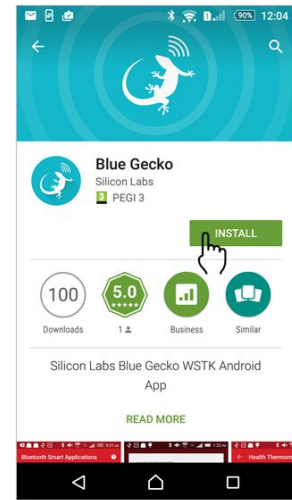 90% 12:04
Blue Gecko
Silicon Labs
3 PEGI 3
INSTALL
100
5.0
Downloads
1
Business
Similar
Silicon Labs Blue Gecko WSTK Android
App
READ MORE
Bluetooth Smart Applications
Health Thermom